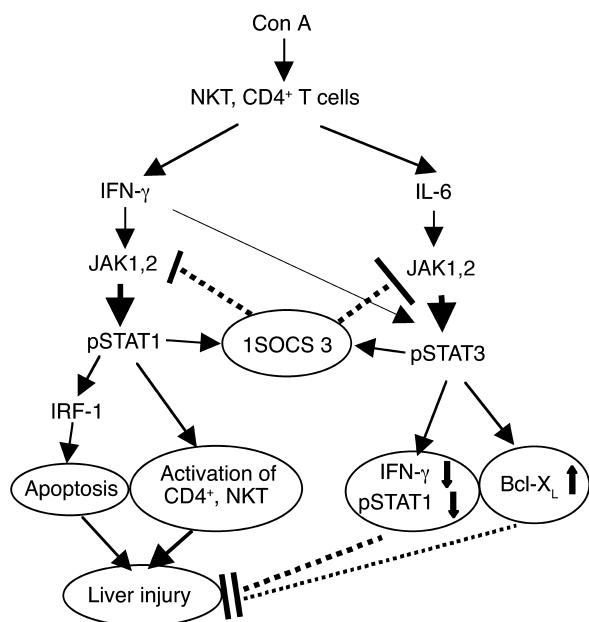 Con A
NKT, CD4⁺ T cells
IFN-γ
IL-6
JAK1,2
JAK1,2
pSTAT1
1SOCS 3
pSTAT3
IRF-1
Apoptosis
Activation of
CD4⁺, NKT
IFN-γ
pSTAT1
Bcl-X_L
Liver injury